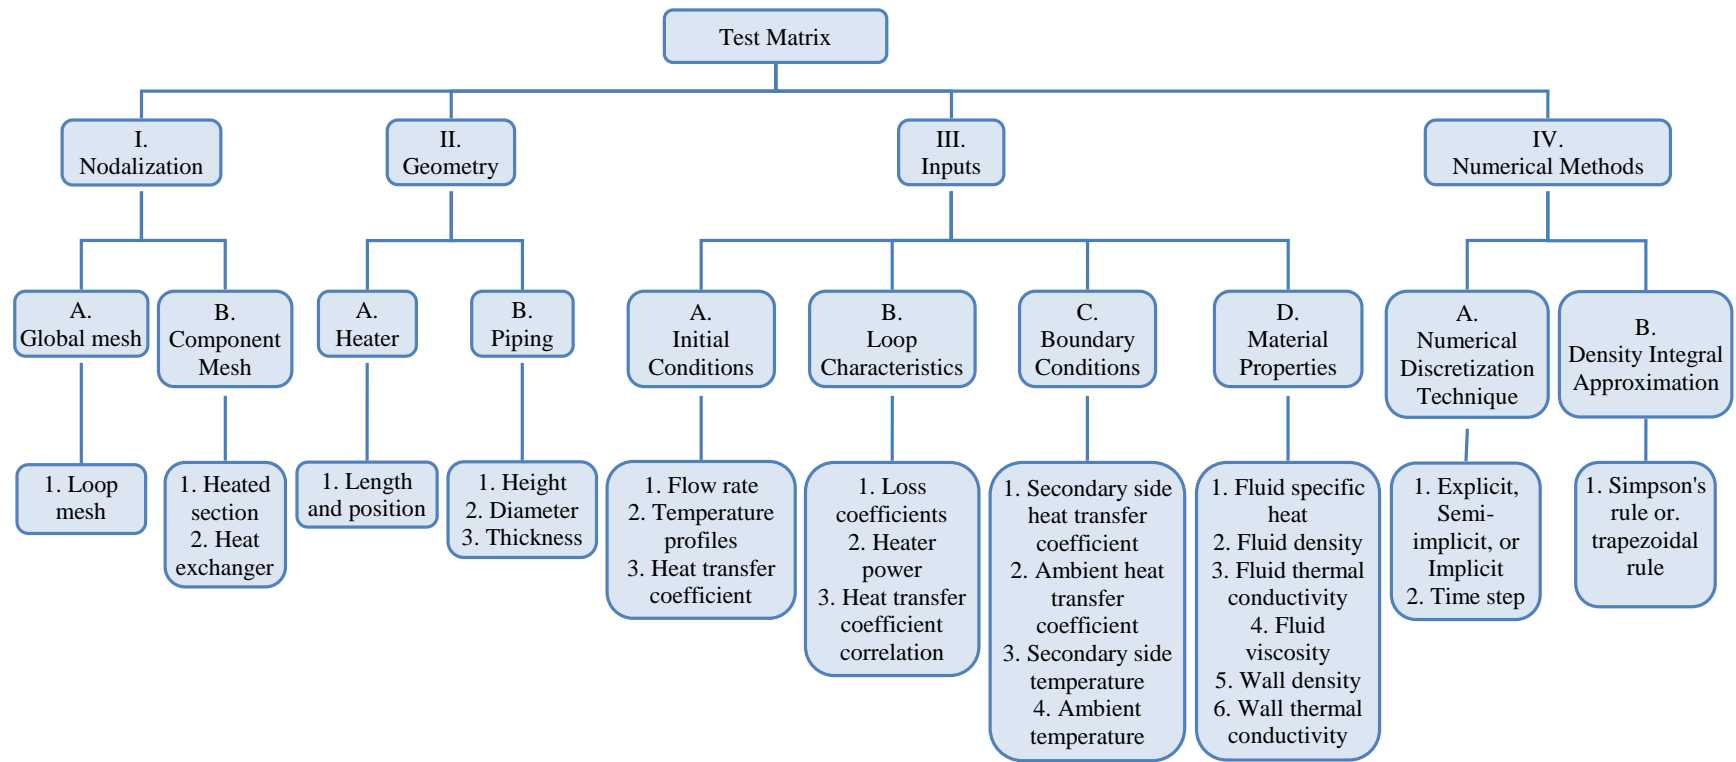 Test Matrix
I.
Nodalization
II.
Geometry
III.
Inputs
IV.
Numerical Methods
A.
Global mesh
B.
Component
Mesh
A.
Heater
B.
Piping
A.
Initial
Conditions
B.
Loop
Characteristics
C.
Boundary
Conditions
D.
Material
Properties
A.
Numerical
Discretization
Technique
B.
Density Integral
Approximation
1. Loop
mesh
1. Heated
section
2. Heat
exchanger
1. Length
and position
1. Height
2. Diameter
3. Thickness
1. Flow rate
2. Temperature
profiles
3. Heat transfer
coefficient
1. Loss
coefficients
2. Heater
power
3. Heat transfer
coefficient
correlation
1. Secondary side
heat transfer
coefficient
2. Ambient heat
transfer
coefficient
3. Secondary side
temperature
4. Ambient
temperature
1. Fluid specific
heat
2. Fluid density
3. Fluid thermal
conductivity
4. Fluid
viscosity
5. Wall density
6. Wall thermal
conductivity
1. Explicit,
Semi-
implicit, or
Implicit
2. Time step
1. Simpson's
rule or.
trapezoidal
rule